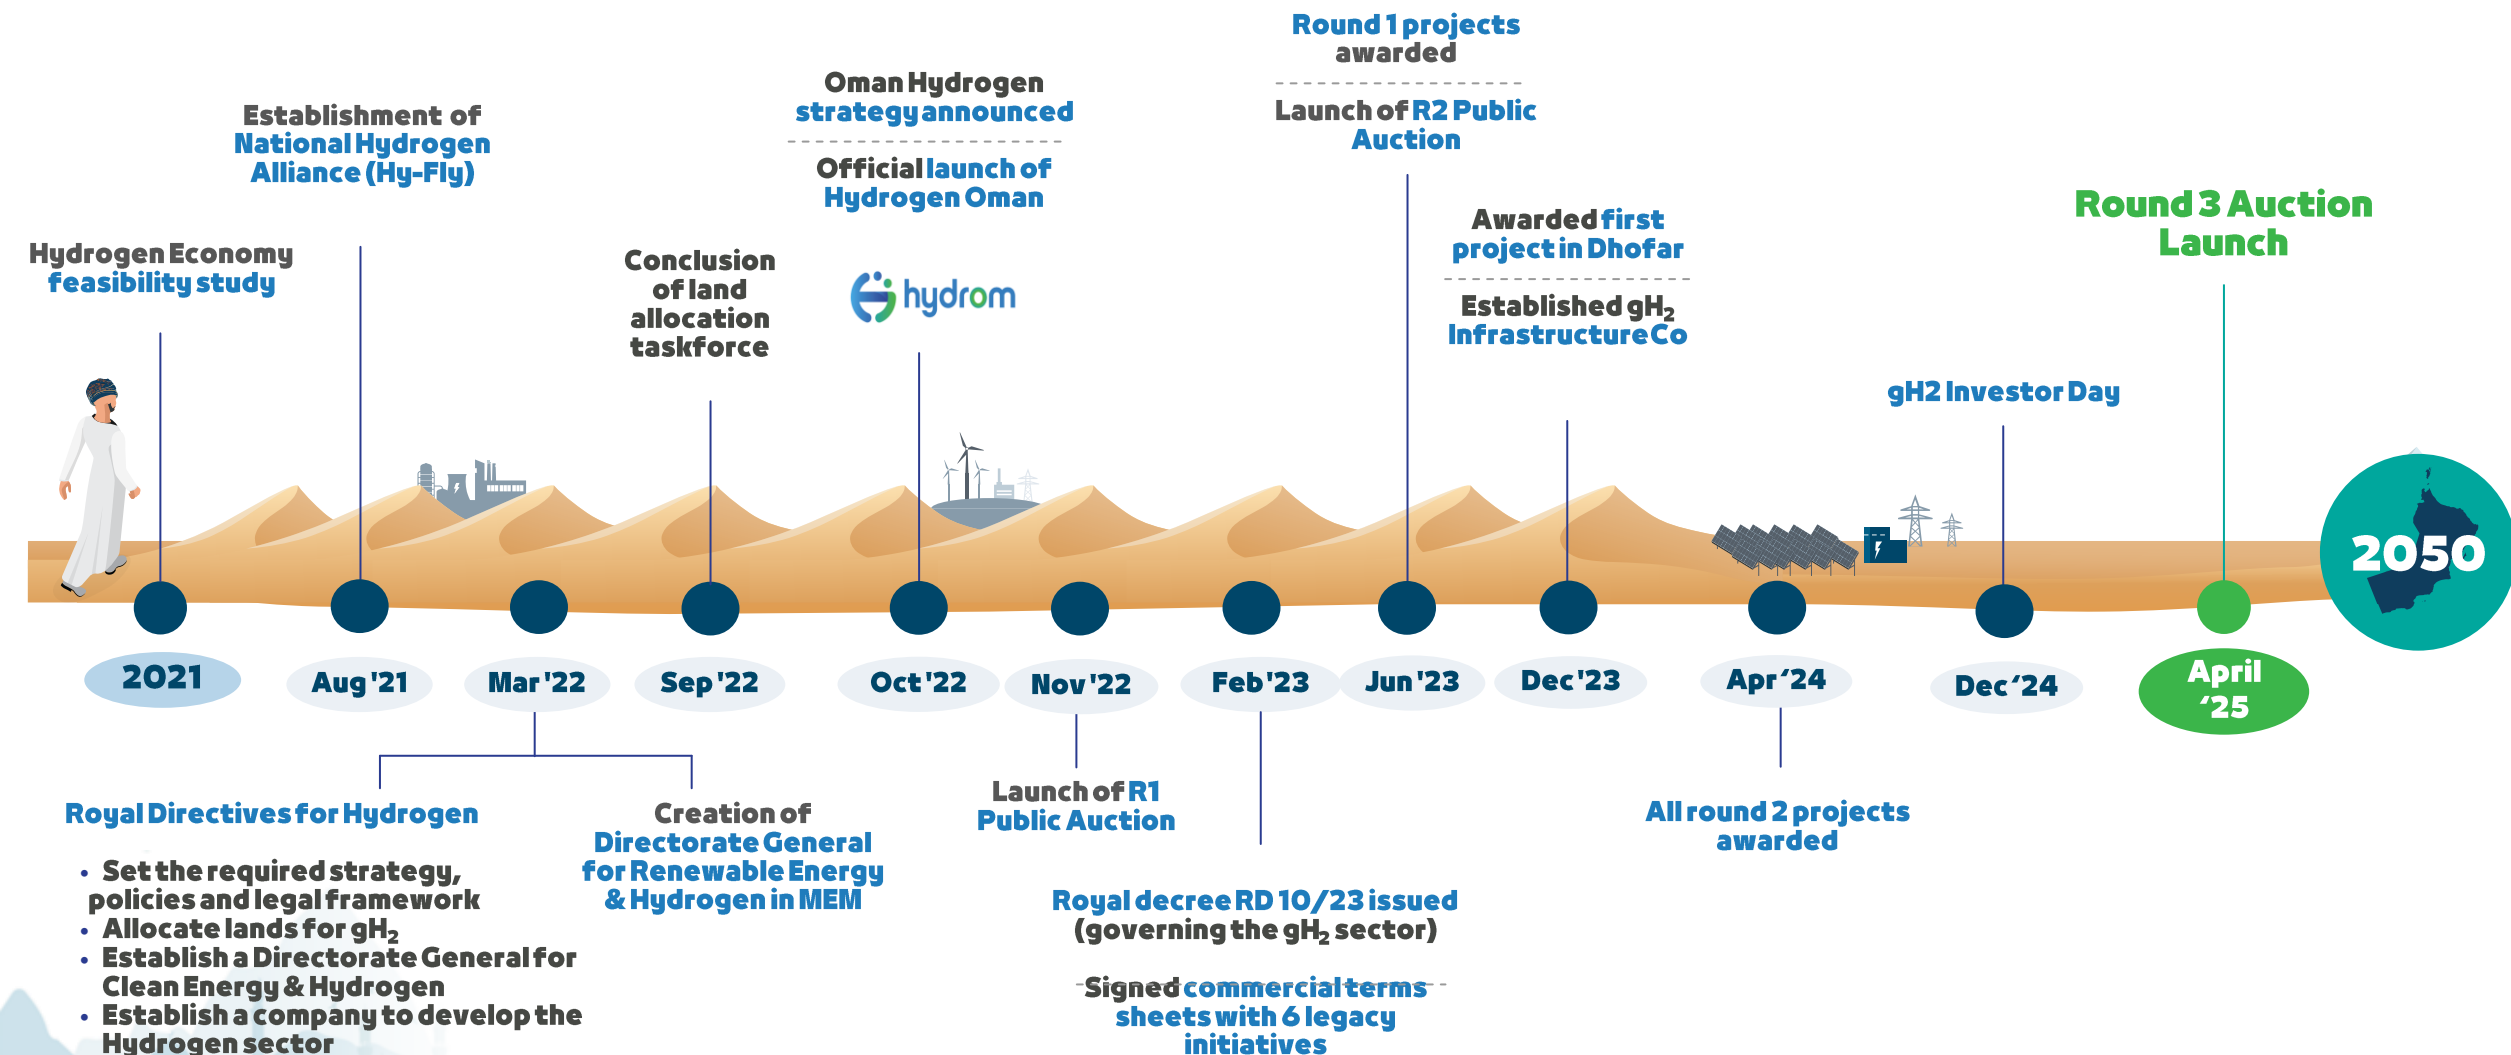 Hydrogen Economy
feasibility study
2021
Establishment of
National Hydrogen
Alliance (Hy-Fly)
Aug '21
Mar '22
Royal Directives for Hydrogen
• Set the required strategy,
policies and legal framework
• Allocate lands for gH₂
• Establish a Directorate General for
Clean Energy & Hydrogen
• Establish a company to develop the
Hydrogen sector
Creation of
Directorate General
for Renewable Energy
& Hydrogen in MEM
Conclusion
of land
allocation
taskforce
Sep '22
Oman Hydrogen
strategy announced
Official launch of
Hydrogen Oman
hydrom
Oct '22
Nov '22
Launch of R1
Public Auction
Feb '23
Royal decree RD 10/23 issued
(governing the gH₂ sector)
Signed commercial terms
sheets with 6 legacy
initiatives
Round 1 projects
awarded
Launch of R2 Public
Auction
Jun '23
Awarded first
project in Dhofar
Established gH₂
Infrastructure Co
Dec '23
Apr ‘24
All round 2 projects
awarded
gH2 Investor Day
Dec ‘24
Round 3 Auction
Launch
April
‘25
2050